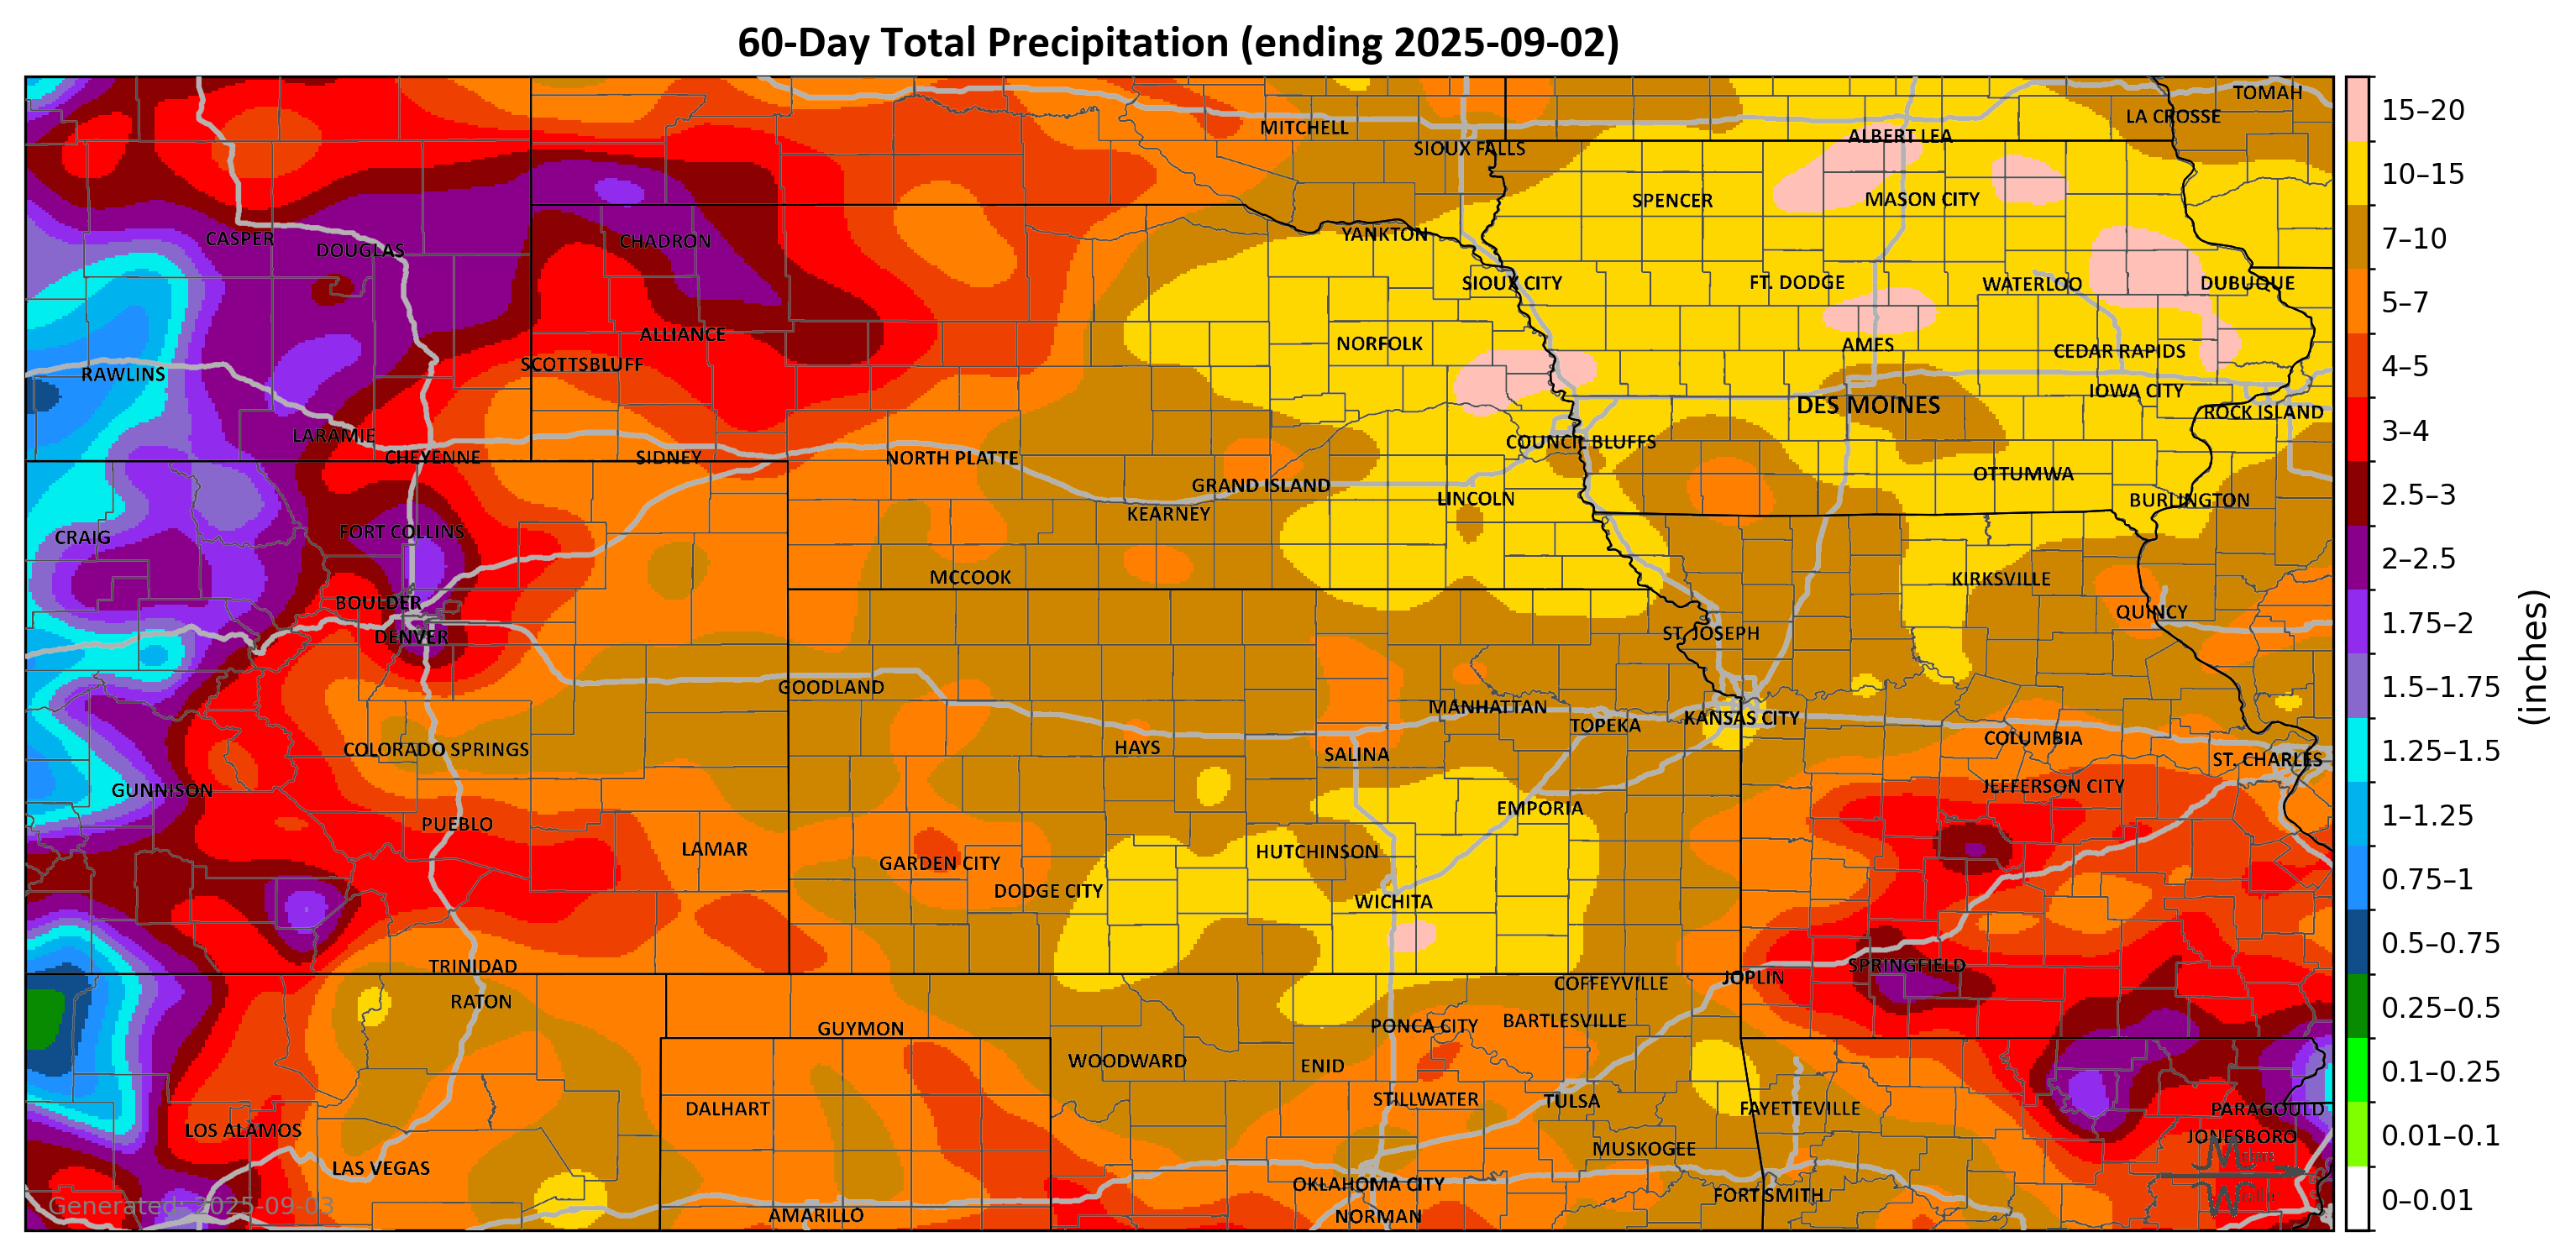 60-Day Total Precipitation (ending 2025-09-02)
TOMAH
LA CROSSE
MITCHELL
ALBERT LEA
SIOUX FALLS
SPENCER
MASON CITY
CASPER
DOUGLAS
CHADRON
YANKTON
SIOUX CITY
FT. DODGE
WATERLOO
DUBUQUE
ALLIANCE
NORFOLK
AMES
CEDAR RAPIDS
SCOTTSBLUFF
RAWLINS
IOWA CITY
DES MOINES
ROCK ISLAND
LARAMIE
COUNCIL BLUFFS
CHEYENNE
SIDNEY
NORTH PLATTE
OTTUMWA
GRAND ISLAND
LINCOLN
BURLINGTON
KEARNEY
FORT COLLINS
CRAIG
MCCOOK
KIRKSVILLE
BOULDER
QUINCY
DENVER
ST. JOSEPH
GOODLAND
MANHATTAN
KANSAS CITY
TOPEKA
COLUMBIA
COLORADO SPRINGS
HAYS
SALINA
ST. CHARLES
GUNNISON
JEFFERSON CITY
EMPORIA
PUEBLO
LAMAR
HUTCHINSON
GARDEN CITY
DODGE CITY
WICHITA
TRINIDAD
SPRINGFIELD
JOPLIN
COFFEYVILLE
RATON
BARTLESVILLE
PONCA CITY
GUYMON
WOODWARD
ENID
STILLWATER
TULSA
DALHART
FAYETTEVILLE
PARAGOULD
LOS ALAMOS
JONESBORO
MUSKOGEE
LAS VEGAS
OKLAHOMA CITY
FORT SMITH
AMARILLO
NORMAN
Generated: 2025-09-03
15–20
10–15
7–10
5–7
4–5
3–4
2.5–3
2–2.5
1.75–2
1.5–1.75
1.25–1.5
1–1.25
0.75–1
0.5–0.75
0.25–0.5
0.1–0.25
0.01–0.1
0–0.01
(inches)